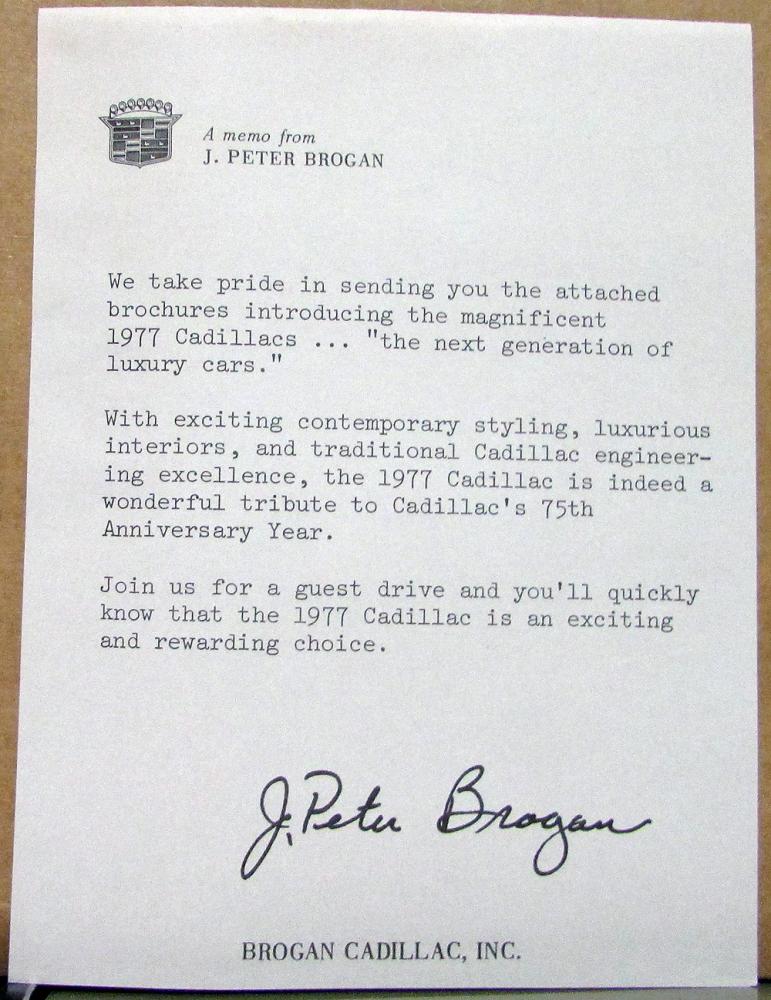 A memo from
J. PETER BROGAN
We take pride in sending you the attached
brochures introducing the magnificent
1977 Cadillacs ... "the next generation of
luxury cars."
With exciting contemporary styling, luxurious
interiors, and traditional Cadillac engineer-
ing excellence, the 1977 Cadillac is indeed a
wonderful tribute to Cadillac's 75th
Anniversary Year.
Join us for a guest drive and you'll quickly
know that the 1977 Cadillac is an exciting
and rewarding choice.
J. Peter Brogan
BROGAN CADILLAC, INC.